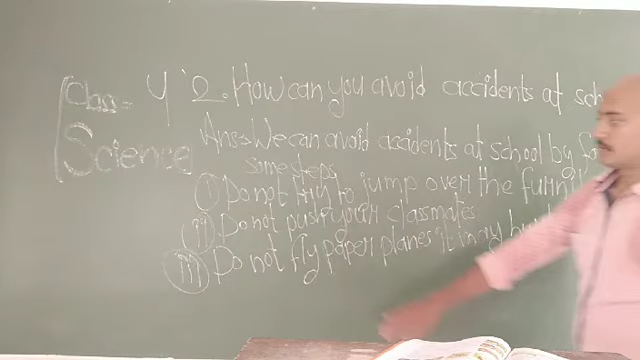 Class - 4
Science
2. How can you avoid accidents at sch
Ans → We can avoid accidents at school by
some steps
(i) Do not try to jump over the furni
(ii) Do not push your classmates
(iii) Do not fly paper planes it may